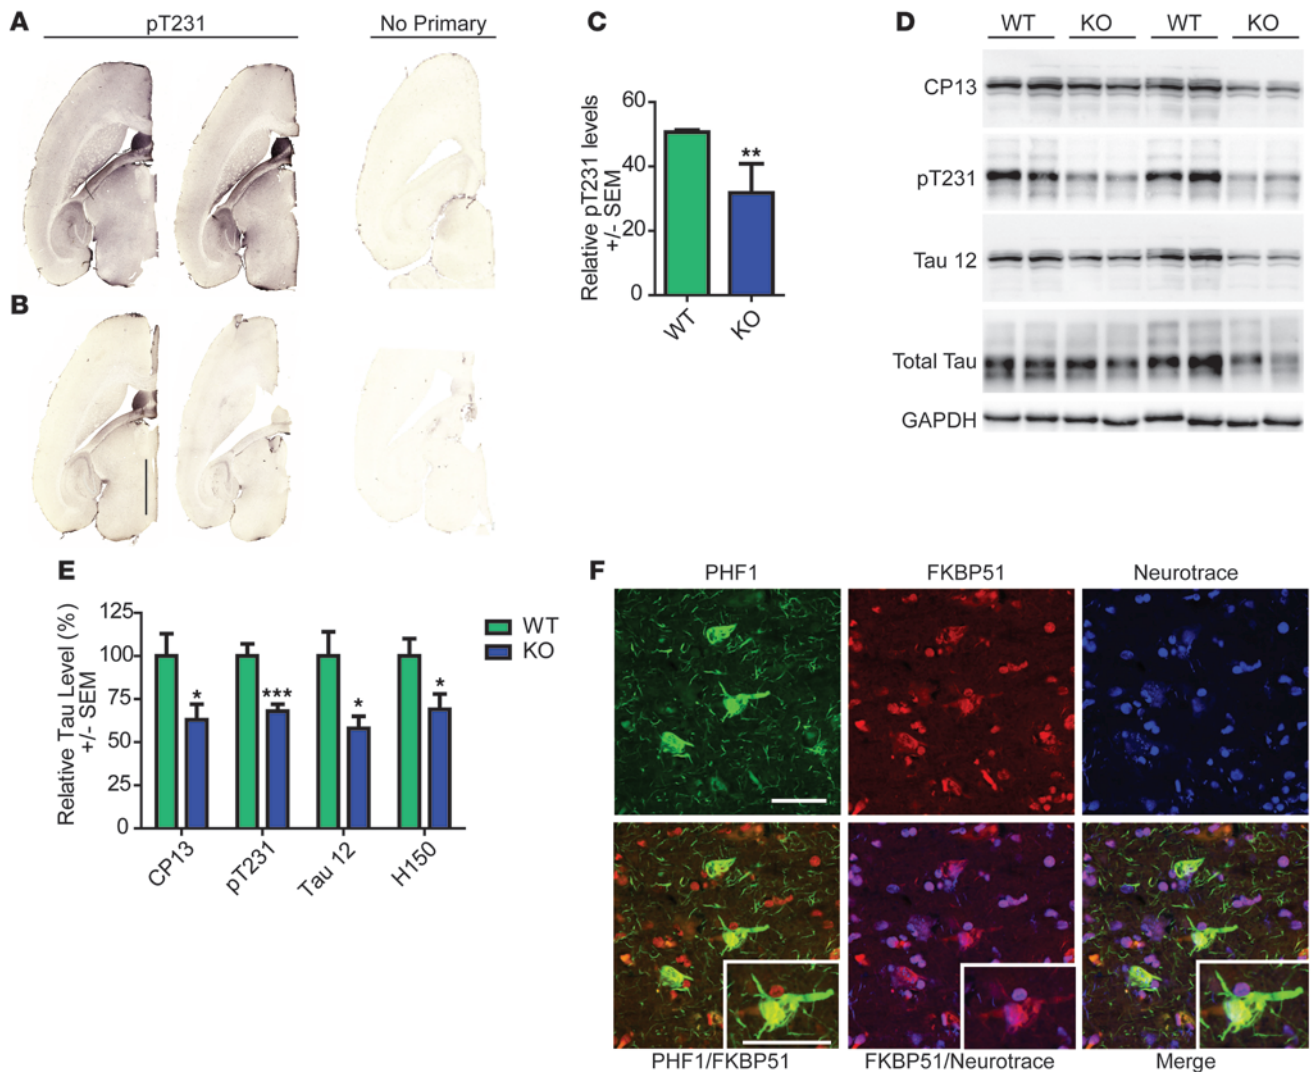 A
pT231
No Primary
B
C
Relative pT231 levels
+/- SEM
60
40
20
0
**
WT
KO
D
WT
KO
WT
KO
CP13
pT231
Tau 12
Total Tau
GAPDH
E
Relative Tau Level (%)
+/- SEM
125
100
75
50
25
0
*
***
*
*
WT
KO
CP13
pT231
Tau 12
H150
F
PHF1
FKBP51
Neurotrace
PHF1/FKBP51
FKBP51/Neurotrace
Merge